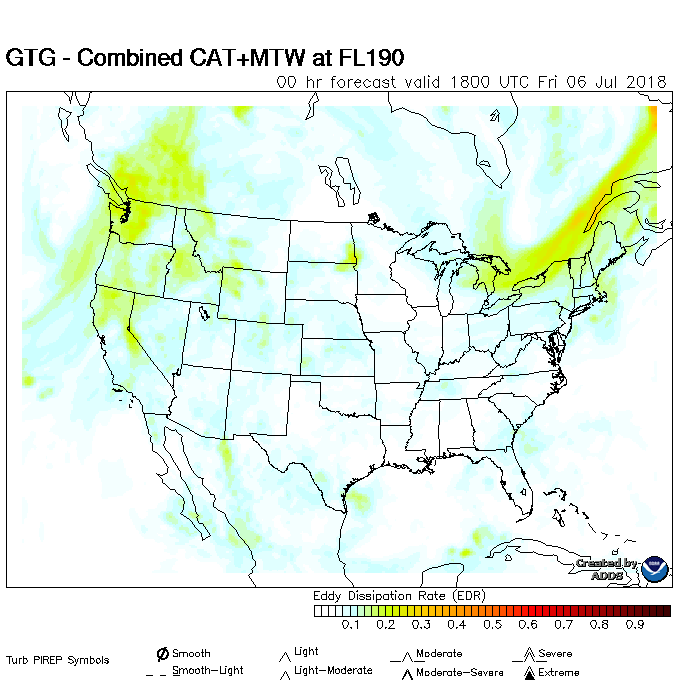 GTG - Combined CAT+MTW at FL190
00 hr forecast valid 1800 UTC Fri 06 Jul 2018
Created by
ADDS
Eddy Dissipation Rate (EDR)
0.1 0.2 0.3 0.4 0.5 0.6 0.7 0.8 0.9
Turb PIREP Symbols
Smooth Light Moderate Severe
Smooth-Light Light-Moderate Moderate-Severe Extreme